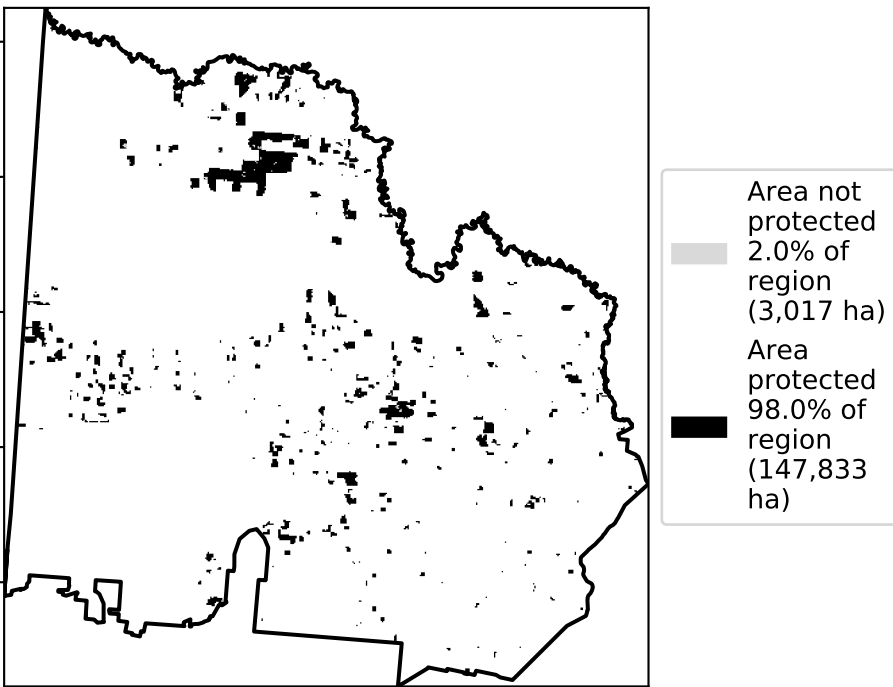 Area not
protected
2.0% of
region
(3,017 ha)
Area
protected
98.0% of
region
(147,833
ha)